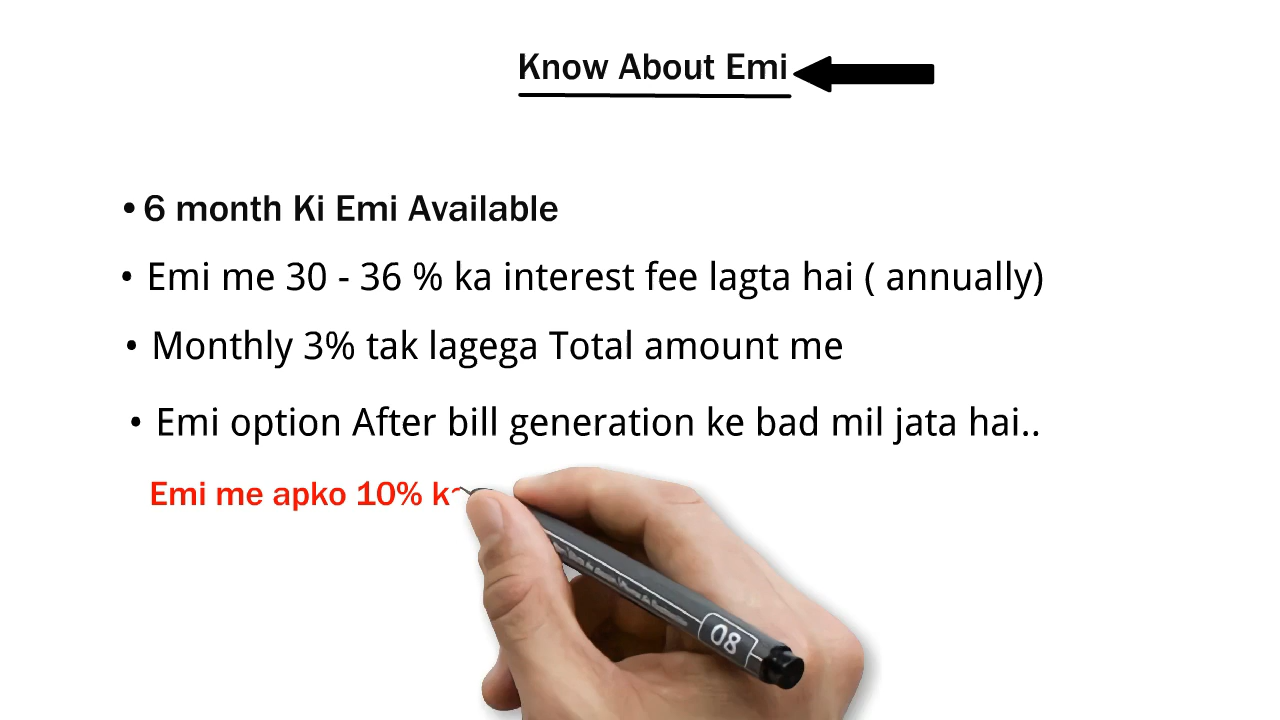 Know About Emi
• 6 month Ki Emi Available
• Emi me 30 - 36 % ka interest fee lagta hai ( annually)
• Monthly 3% tak lagega Total amount me
• Emi option After bill generation ke bad mil jata hai..
Emi me apko 10% ka
08